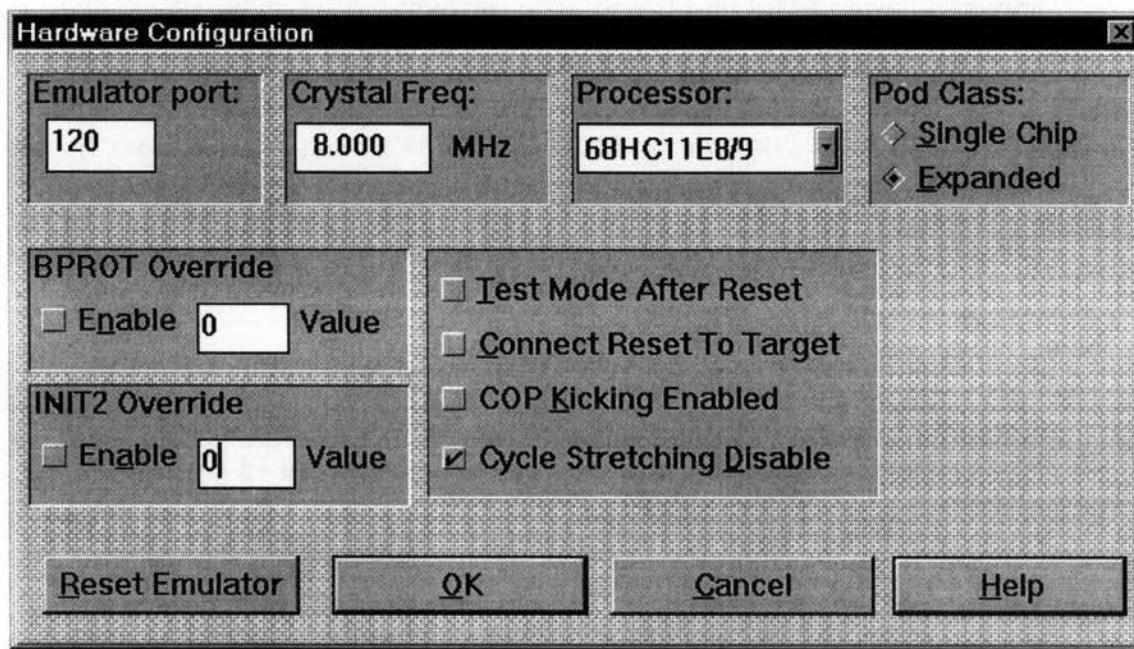 Hardware Configuration
Emulator port:
120
Crystal Freq:
8.000 MHz
Processor:
68HC11E8/9
Pod Class:
Single Chip
Expanded
BPROT Override
Enable 0 Value
INIT2 Override
Enable 0 Value
Test Mode After Reset
Connect Reset To Target
COP Kicking Enabled
Cycle Stretching Disable
Reset Emulator OK Cancel Help